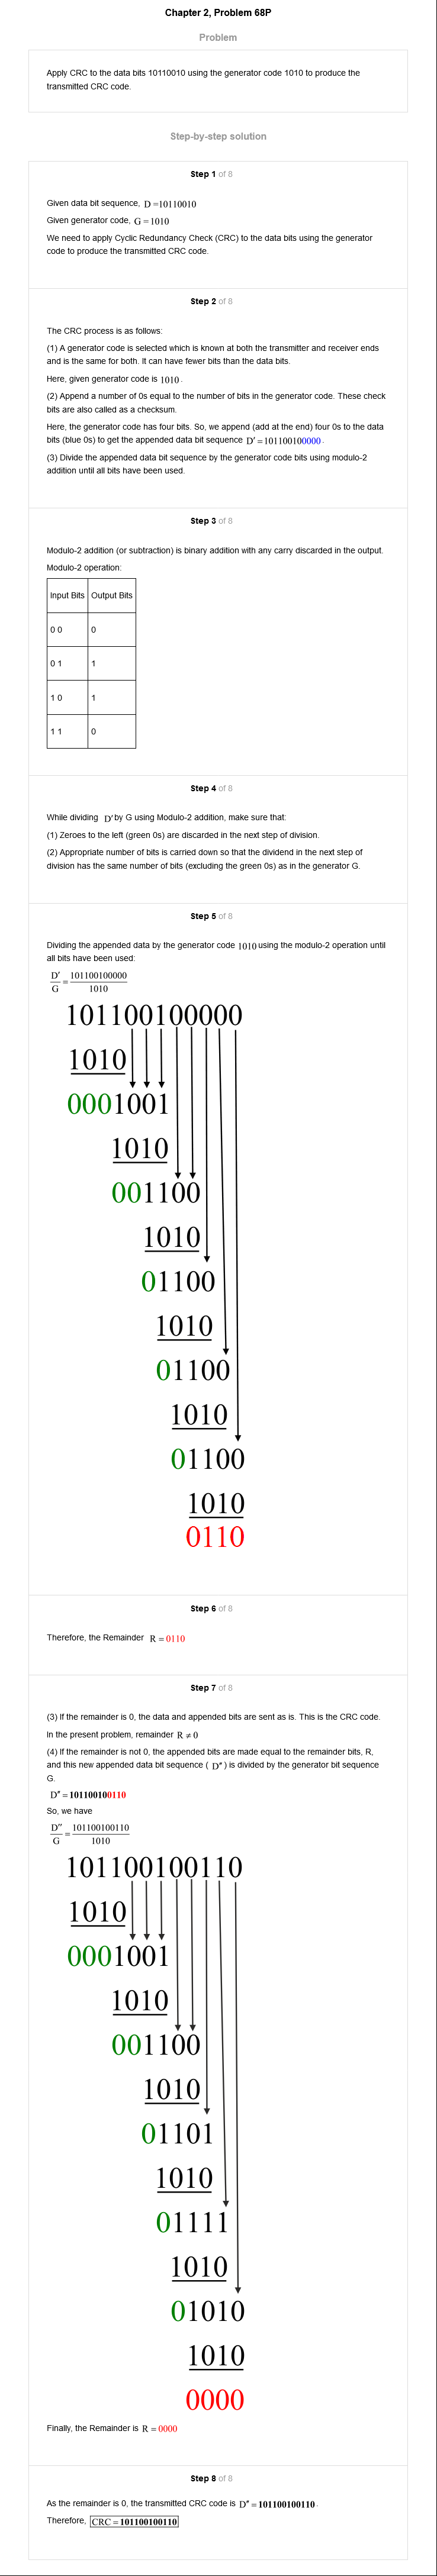 Chapter 2, Problem 68P
Problem
Apply CRC to the data bits 10110010 using the generator code 1010 to produce the
transmitted CRC code.
Step-by-step solution
Step 1 of 8
Given data bit sequence, D =10110010
Given generator code, G = 1010
We need to apply Cyclic Redundancy Check (CRC) to the data bits using the generator
code to produce the transmitted CRC code.
Step 2 of 8
The CRC process is as follows:
(1) A generator code is selected which is known at both the transmitter and receiver ends
and is the same for both. It can have fewer bits than the data bits.
Here, given generator code is 1010.
(2) Append a number of 0s equal to the number of bits in the generator code. These check
bits are also called as a checksum.
Here, the generator code has four bits. So, we append (add at the end) four 0s to the data
bits (blue 0s) to get the appended data bit sequence D′ = 101100100000.
(3) Divide the appended data bit sequence by the generator code bits using modulo-2
addition until all bits have been used.
Step 3 of 8
Modulo-2 addition (or subtraction) is binary addition with any carry discarded in the output.
Modulo-2 operation:
Input Bits Output Bits
0 0 0
0 1 1
1 0 1
1 1 0
Step 4 of 8
While dividing D′ by G using Modulo-2 addition, make sure that:
(1) Zeroes to the left (green 0s) are discarded in the next step of division.
(2) Appropriate number of bits is carried down so that the dividend in the next step of
division has the same number of bits (excluding the green 0s) as in the generator G.
Step 5 of 8
Dividing the appended data by the generator code 1010 using the modulo-2 operation until
all bits have been used:
D′/G = 101100100000/1010
101100100000
1010
0001001
1010
001100
1010
01100
1010
01100
1010
01100
1010
0110
Step 6 of 8
Therefore, the Remainder R = 0110
Step 7 of 8
(3) If the remainder is 0, the data and appended bits are sent as is. This is the CRC code.
In the present problem, remainder R ≠ 0
(4) If the remainder is not 0, the appended bits are made equal to the remainder bits, R,
and this new appended data bit sequence ( D″ ) is divided by the generator bit sequence
G.
D″ = 101100100110
So, we have
D″/G = 101100100110/1010
101100100110
1010
0001001
1010
001100
1010
01101
1010
01111
1010
01010
1010
0000
Finally, the Remainder is R = 0000
Step 8 of 8
As the remainder is 0, the transmitted CRC code is D″ = 101100100110.
Therefore, CRC = 101100100110